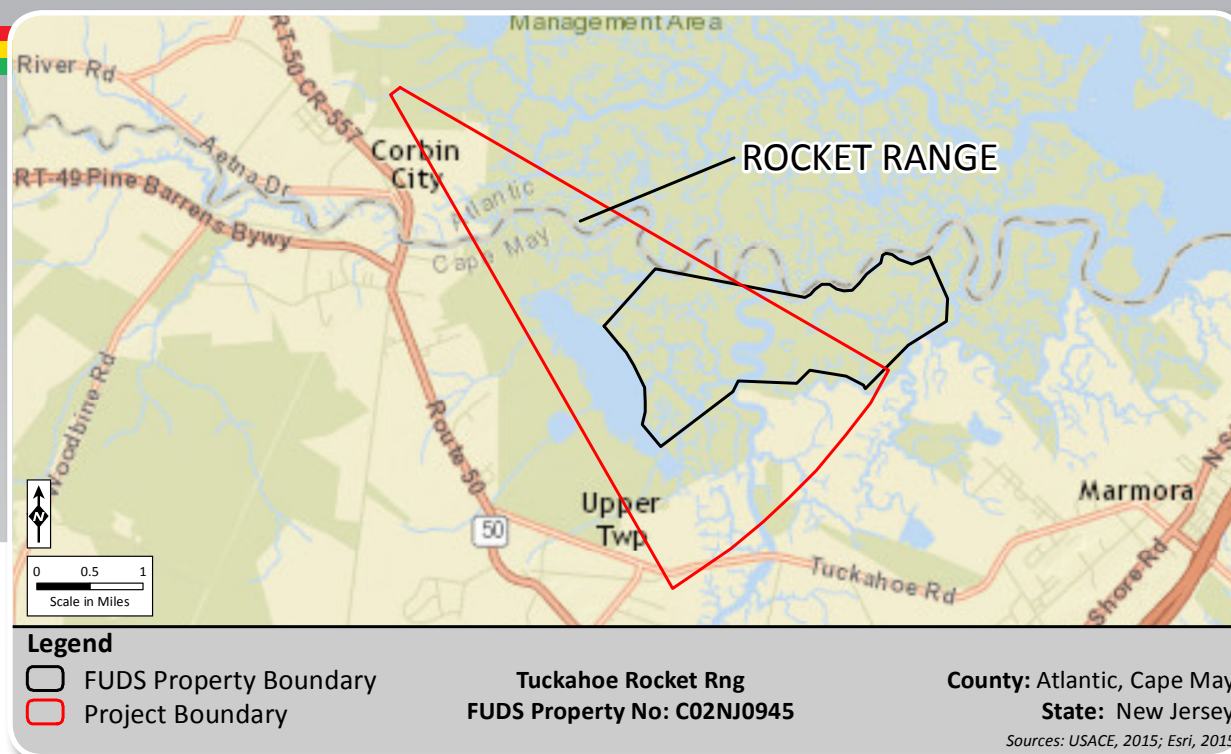 Management Area
River Rd
RT-50 CR-557
ROCKET RANGE
Corbin
City
Aetna Dr
RT-49 Pine Barrens Bywy
Atlantic
Cape May
Woodbine Rd
Route 50
Upper
Twp
50
Marmora
Tuckahoe Rd
Shore Rd
N
0 0.5 1
Scale in Miles
Legend
FUDS Property Boundary
Project Boundary
Tuckahoe Rocket Rng
FUDS Property No: C02NJ0945
County: Atlantic, Cape May
State: New Jersey
Sources: USACE, 2015; Esri, 2015